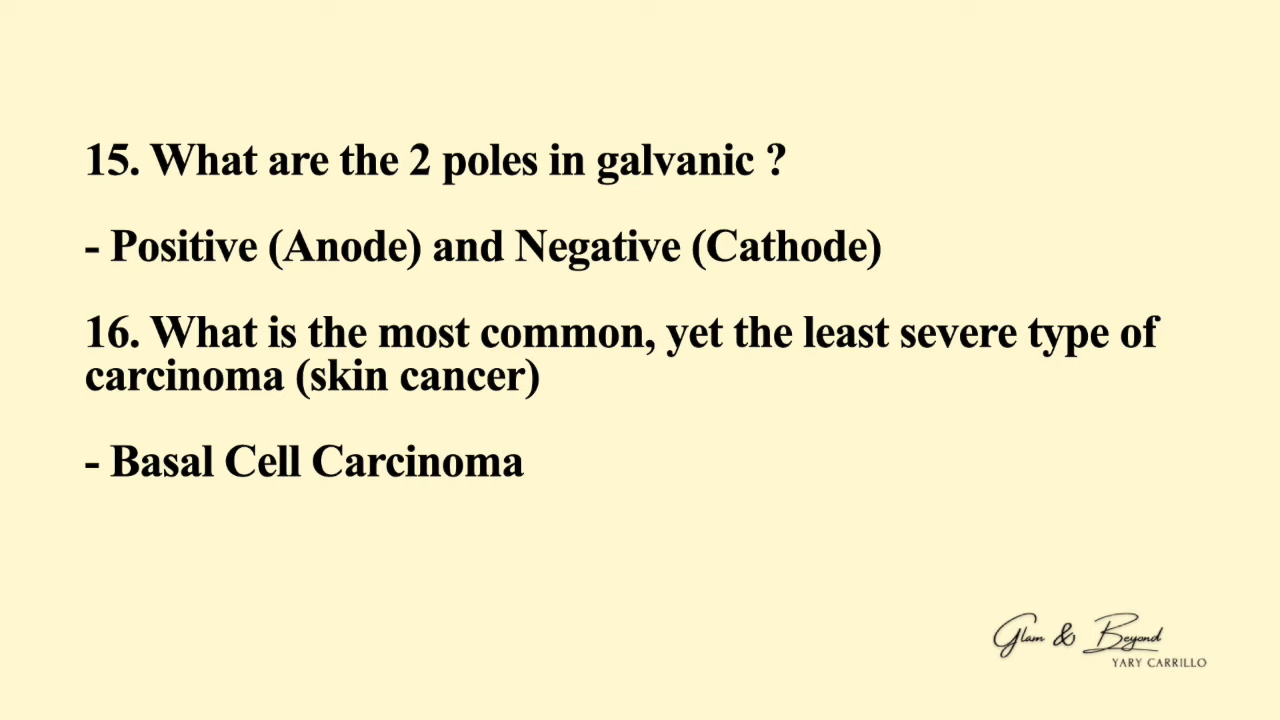 15. What are the 2 poles in galvanic ?
- Positive (Anode) and Negative (Cathode)
16. What is the most common, yet the least severe type of
carcinoma (skin cancer)
- Basal Cell Carcinoma
Glam & Beyond
YARY CARRILLO